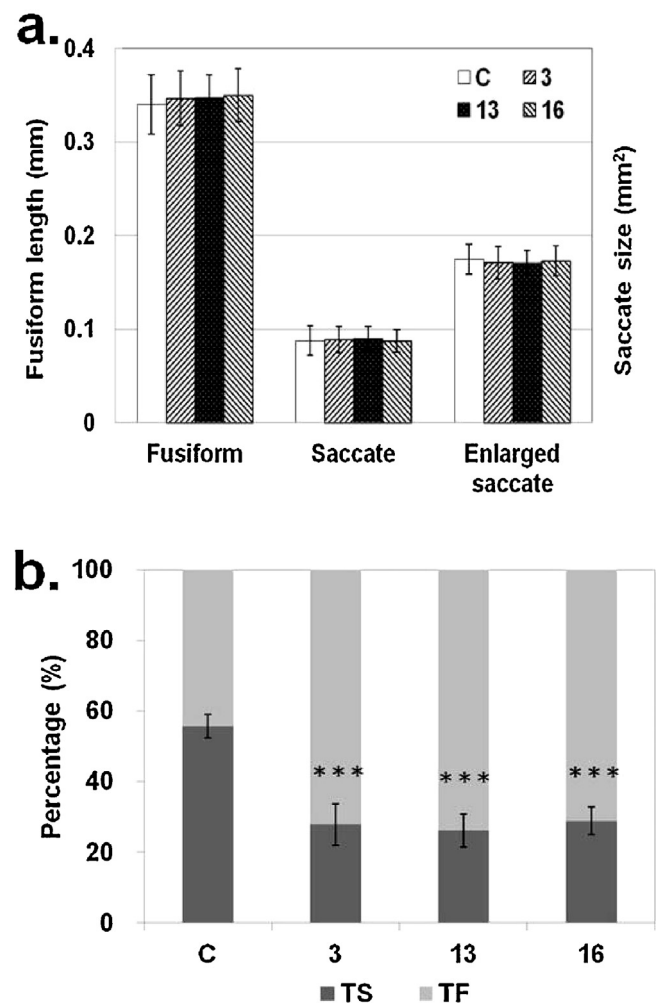 a.
0.4
0.3
0.2
0.1
0
Fusiform length (mm)
C 3
13 16
Saccate size (mm²)
Fusiform Saccate Enlarged
saccate
b.
100
80
60
40
20
0
Percentage (%)
*** *** ***
C 3 13 16
TS TF